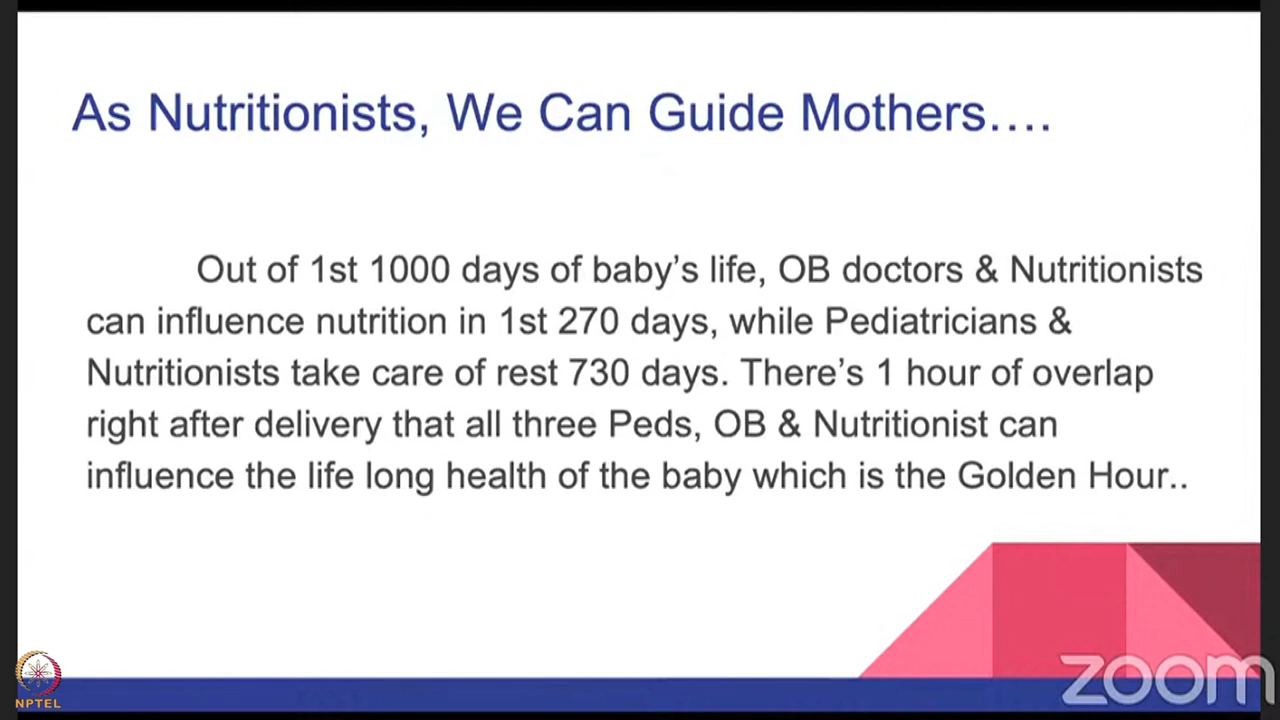 As Nutritionists, We Can Guide Mothers….
Out of 1st 1000 days of baby’s life, OB doctors & Nutritionists
can influence nutrition in 1st 270 days, while Pediatricians &
Nutritionists take care of rest 730 days. There’s 1 hour of overlap
right after delivery that all three Peds, OB & Nutritionist can
influence the life long health of the baby which is the Golden Hour..
NPTEL
zoom